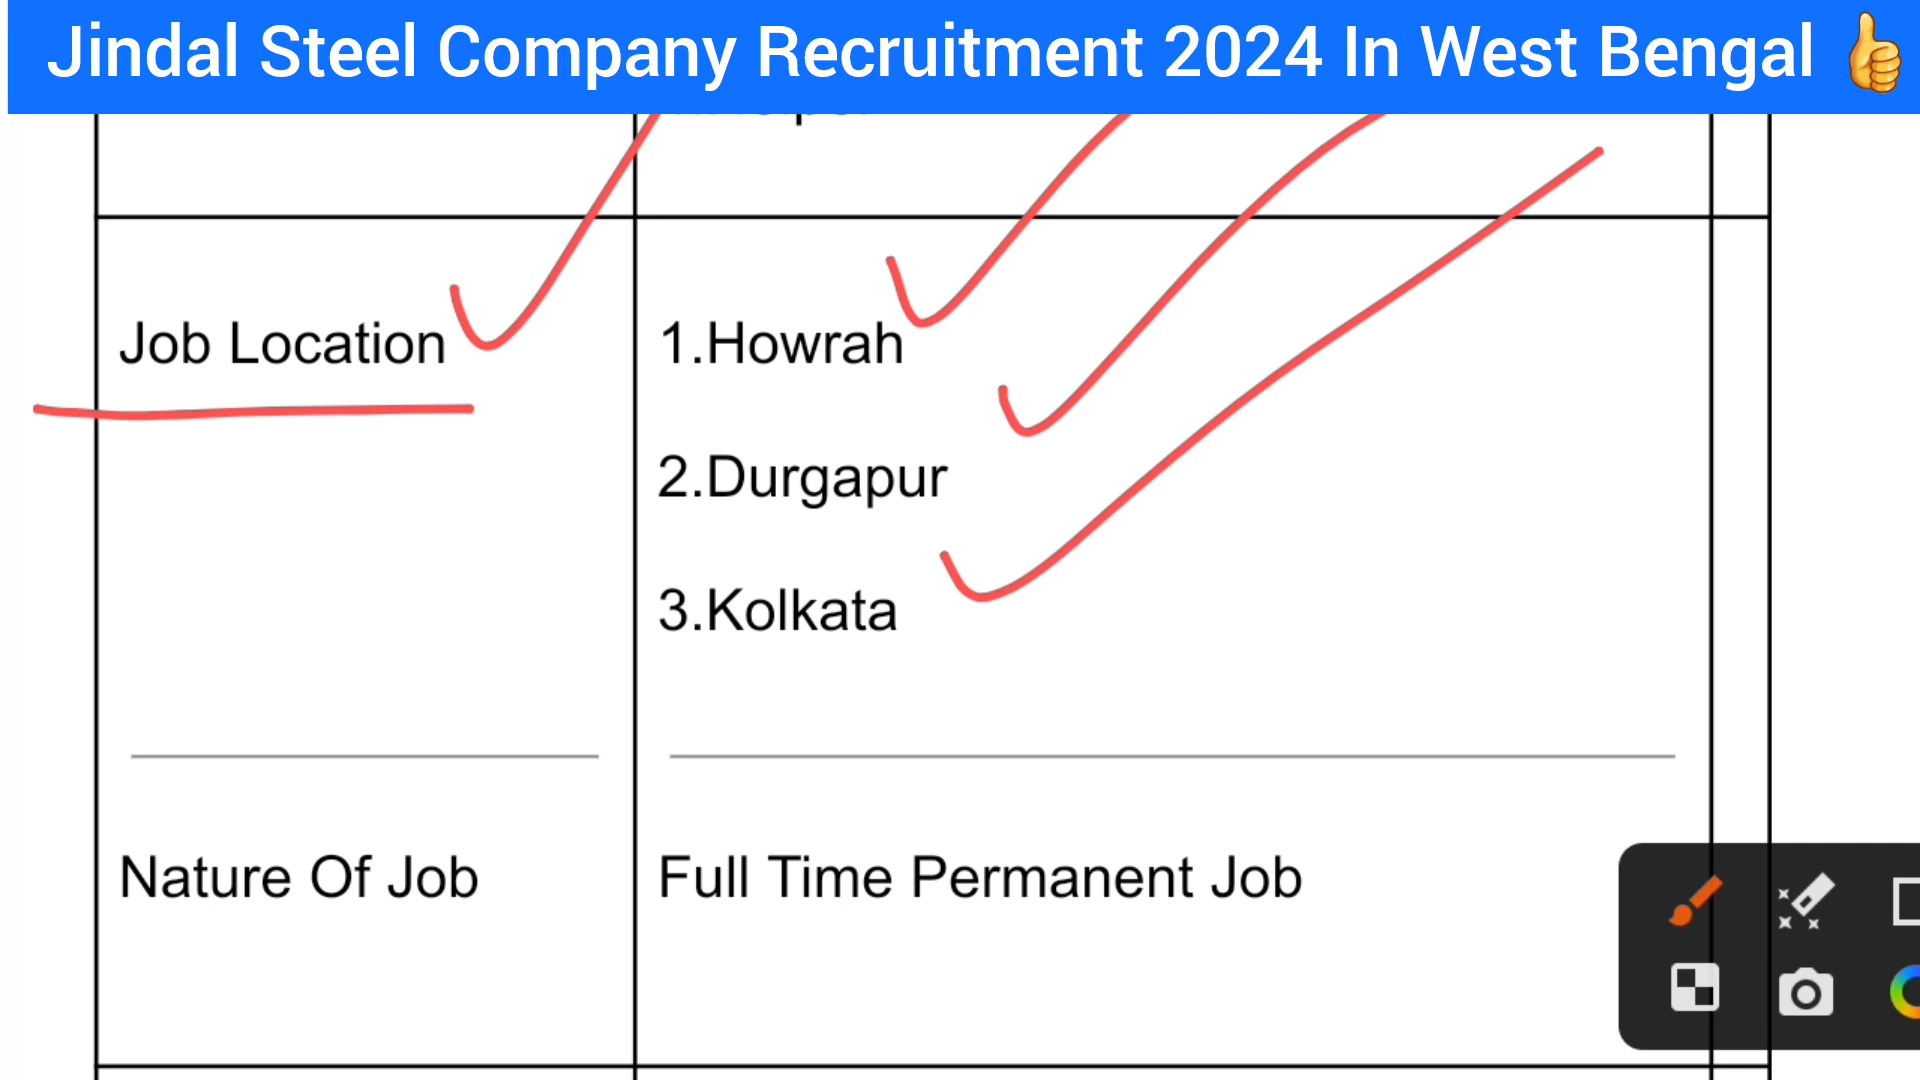 Jindal Steel Company Recruitment 2024 In West Bengal 👍
Job Location
1.Howrah
2.Durgapur
3.Kolkata
Nature Of Job
Full Time Permanent Job